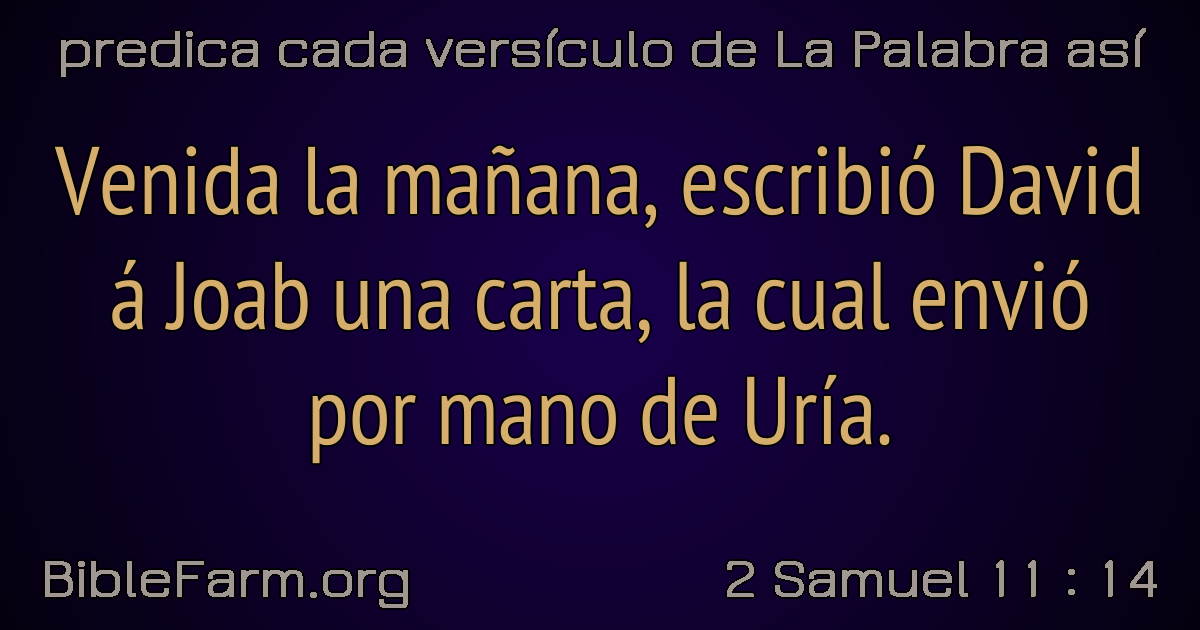 predica cada versículo de La Palabra así
Venida la mañana, escribió David
á Joab una carta, la cual envió
por mano de Uría.
BibleFarm.org
2 Samuel 11 : 14